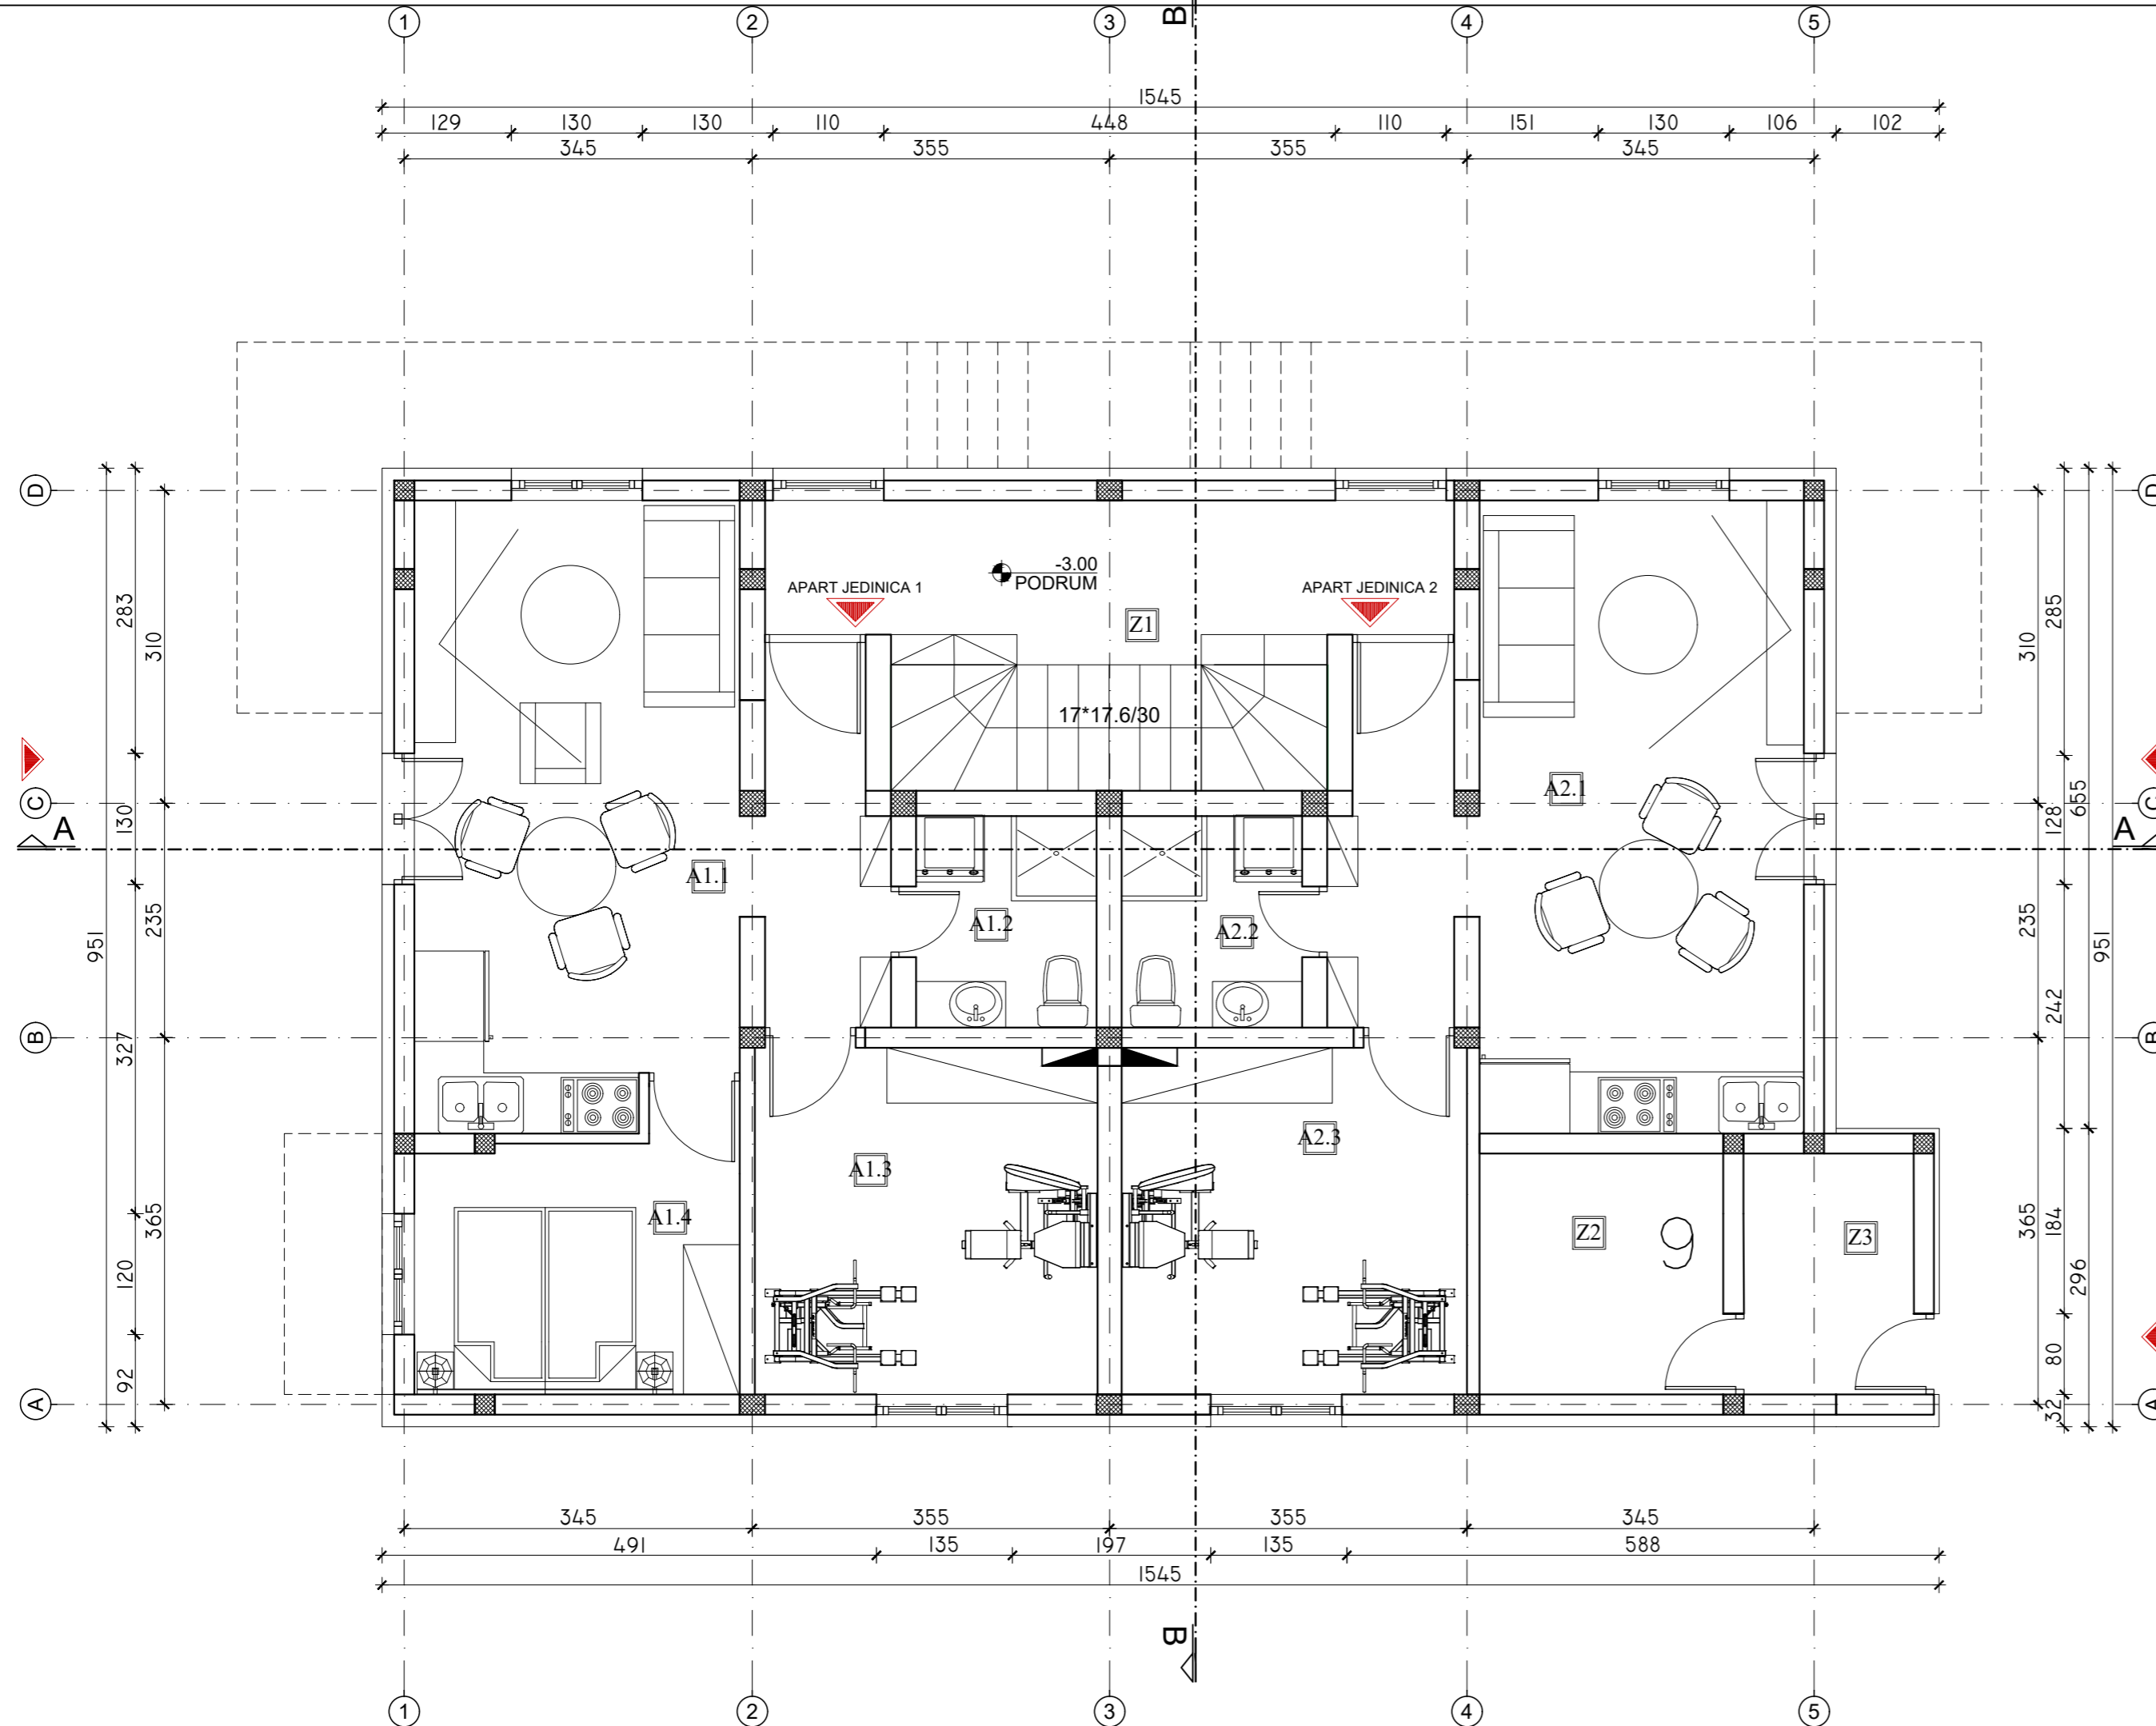 1 2 3 B 4 5
1545
129 130 130 110 448 110 151 130 106 102
345 355 355 345
D D
-3.00
PODRUM
APART JEDINICA 1 APART JEDINICA 2
Z1
283 310 310 285
17*17.6/30
A2.1
C C
130 128 655
A A
A1.1
A1.2 A2.2
951 235 235 951
242
B B
327
A2.3
A1.3
A1.4 Z2 Z3
365 365 184
120 296
92 80
A A
32
345 355 355 345
491 135 197 135 588
1545
B
1 2 3 4 5